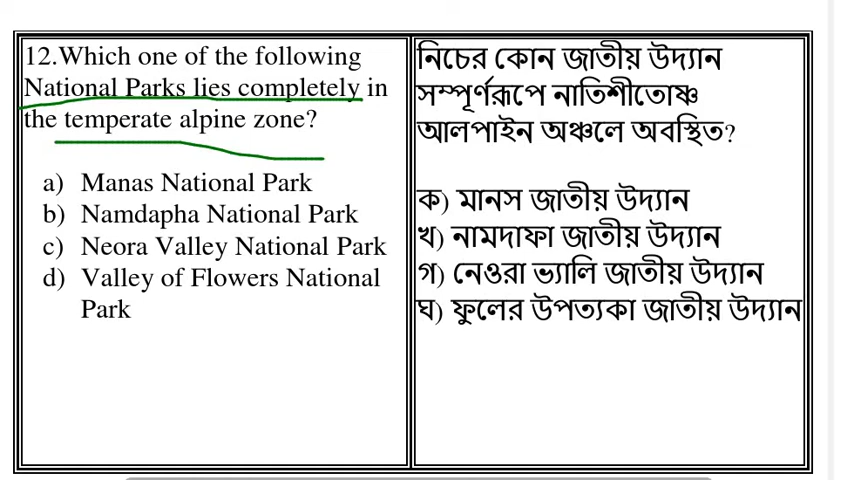 12.Which one of the following
National Parks lies completely in
the temperate alpine zone?
a) Manas National Park
b) Namdapha National Park
c) Neora Valley National Park
d) Valley of Flowers National
Park
নিচের কোন জাতীয় উদ্যান
সম্পূর্ণরূপে নাতিশীতোষ্ণ
আলপাইন অঞ্চলে অবস্থিত?
ক) মানস জাতীয় উদ্যান
খ) নামদাফা জাতীয় উদ্যান
গ) নেওরা ভ্যালি জাতীয় উদ্যান
ঘ) ফুলের উপত্যকা জাতীয় উদ্যান